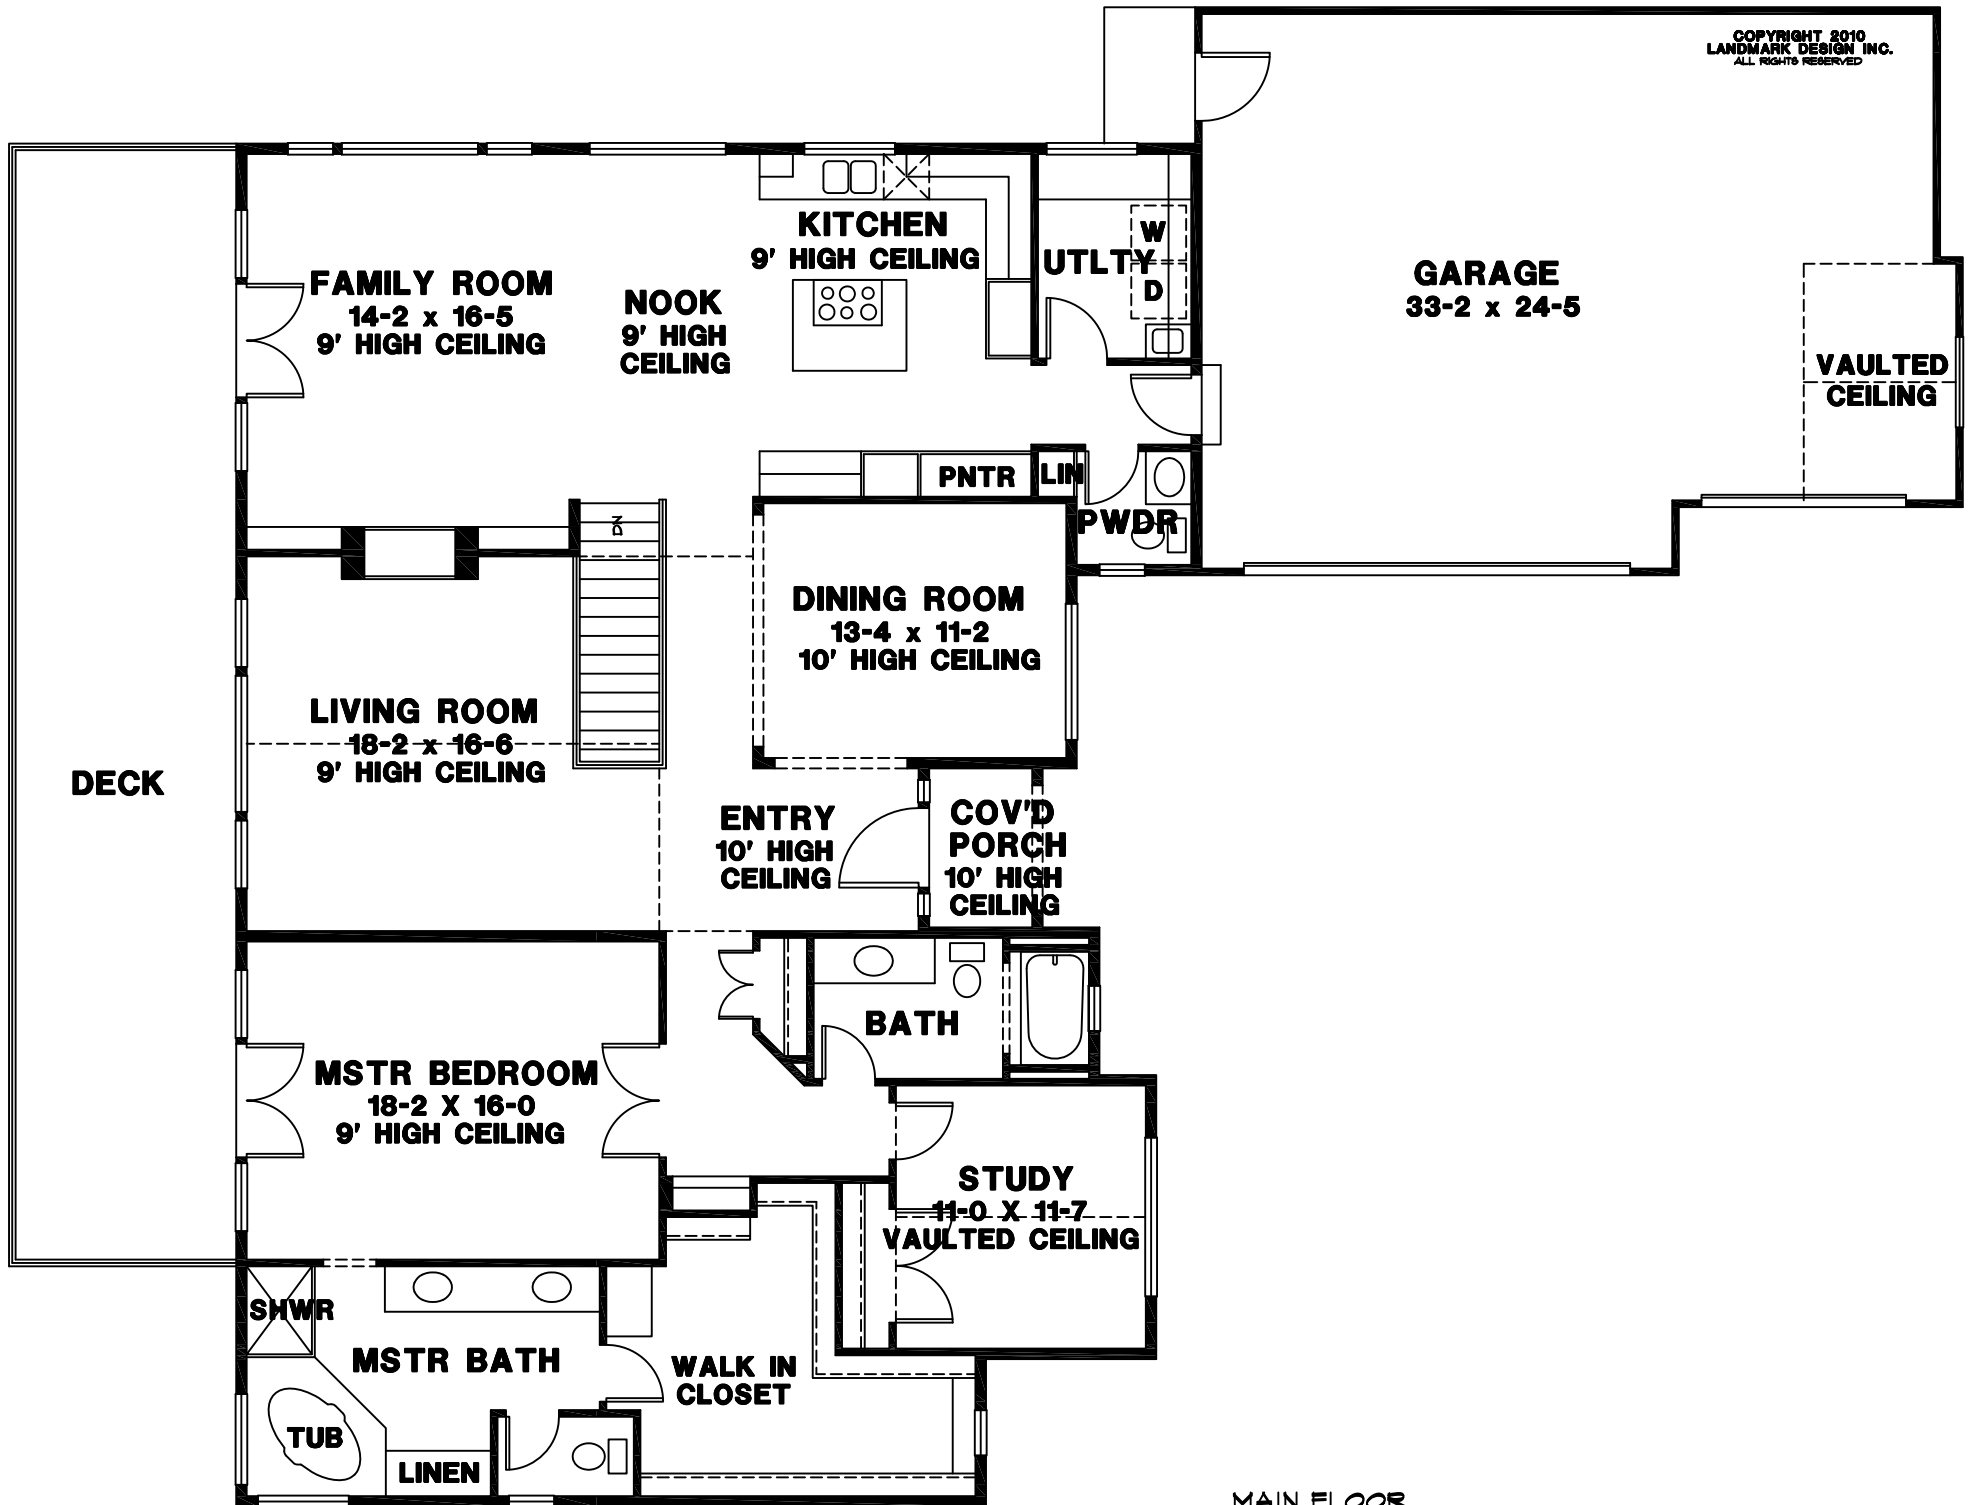 COPYRIGHT 2010
LANDMARK DESIGN INC.
ALL RIGHTS RESERVED
KITCHEN
9' HIGH CEILING
W
UTLTY
D
GARAGE
33-2 x 24-5
FAMILY ROOM
14-2 x 16-5
9' HIGH CEILING
NOOK
9' HIGH
CEILING
VAULTED
CEILING
PNTR
LIN
PWDR
DN
DINING ROOM
13-4 x 11-2
10' HIGH CEILING
LIVING ROOM
18-2 x 16-6
9' HIGH CEILING
DECK
ENTRY
10' HIGH
CEILING
COV'D
PORCH
10' HIGH
CEILING
BATH
MSTR BEDROOM
18-2 X 16-0
9' HIGH CEILING
STUDY
11-0 X 11-7
VAULTED CEILING
SHWR
MSTR BATH
WALK IN
CLOSET
TUB
LINEN
MAIN FLOOR